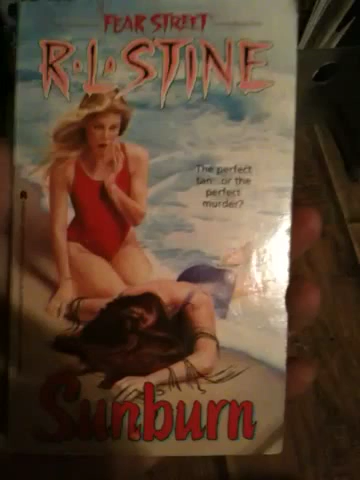 FEAR STREET
R·L·STINE
The perfect
tan...or the
perfect
murder?
Sunburn